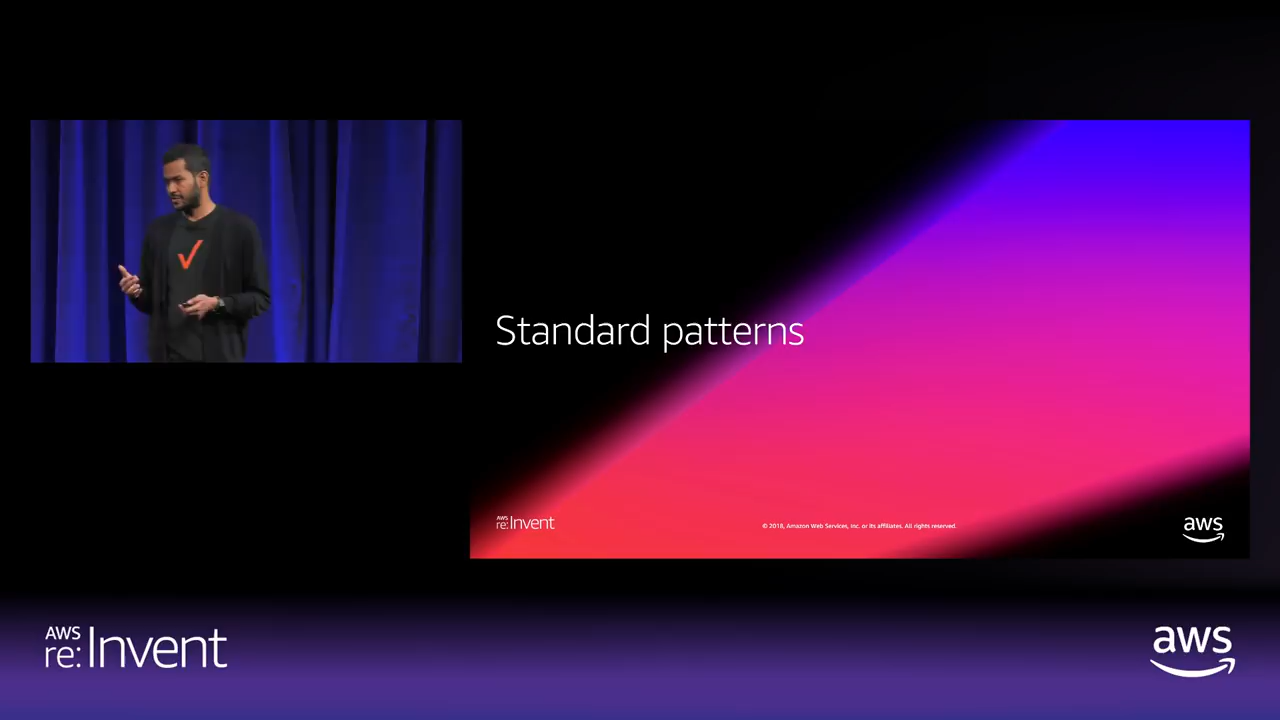 Standard patterns
AWS
re:Invent
© 2018, Amazon Web Services, Inc. or its affiliates. All rights reserved.
aws
AWS
re:Invent
aws